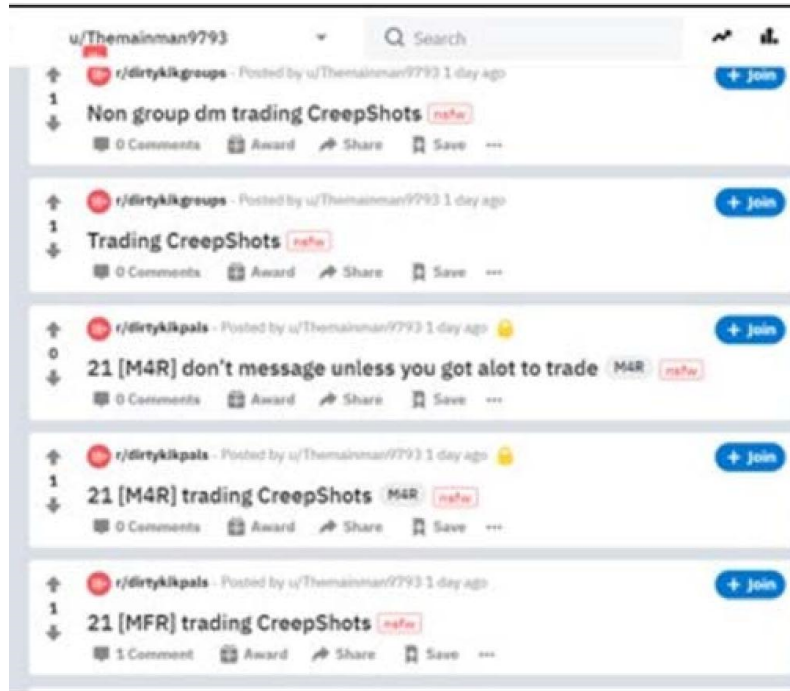 u/Themainman9793
Search
r/dirtykikgroups · Posted by u/Themainman9793 1 day ago
+ Join
1
Non group dm trading CreepShots nsfw
0 Comments Award Share Save ...
r/dirtykikgroups · Posted by u/Themainman9793 1 day ago
+ Join
1
Trading CreepShots nsfw
0 Comments Award Share Save ...
r/dirtykikpals · Posted by u/Themainman9793 1 day ago
+ Join
0
21 [M4R] don't message unless you got alot to trade M4R nsfw
0 Comments Award Share Save ...
r/dirtykikpals · Posted by u/Themainman9793 1 day ago
+ Join
1
21 [M4R] trading CreepShots M4R nsfw
0 Comments Award Share Save ...
r/dirtykikpals · Posted by u/Themainman9793 1 day ago
+ Join
1
21 [MFR] trading CreepShots nsfw
1 Comment Award Share Save ...